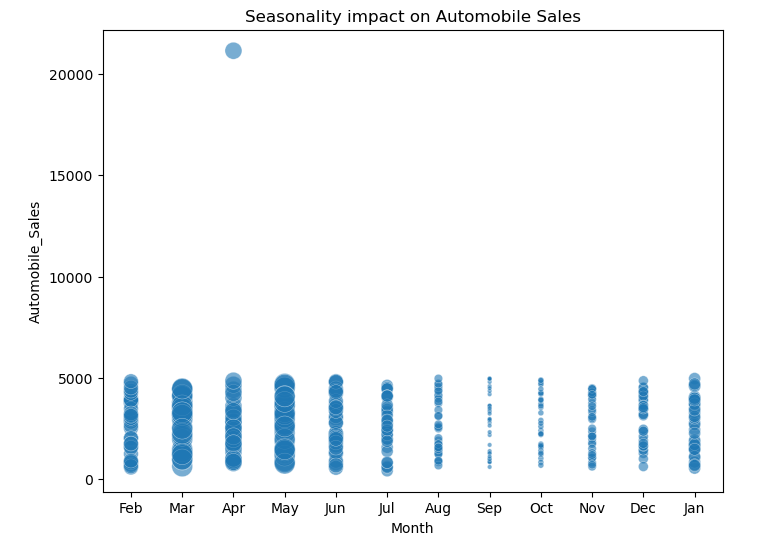 Seasonality impact on Automobile Sales
20000
15000
10000
5000
0
Automobile_Sales
Feb Mar Apr May Jun Jul Aug Sep Oct Nov Dec Jan
Month